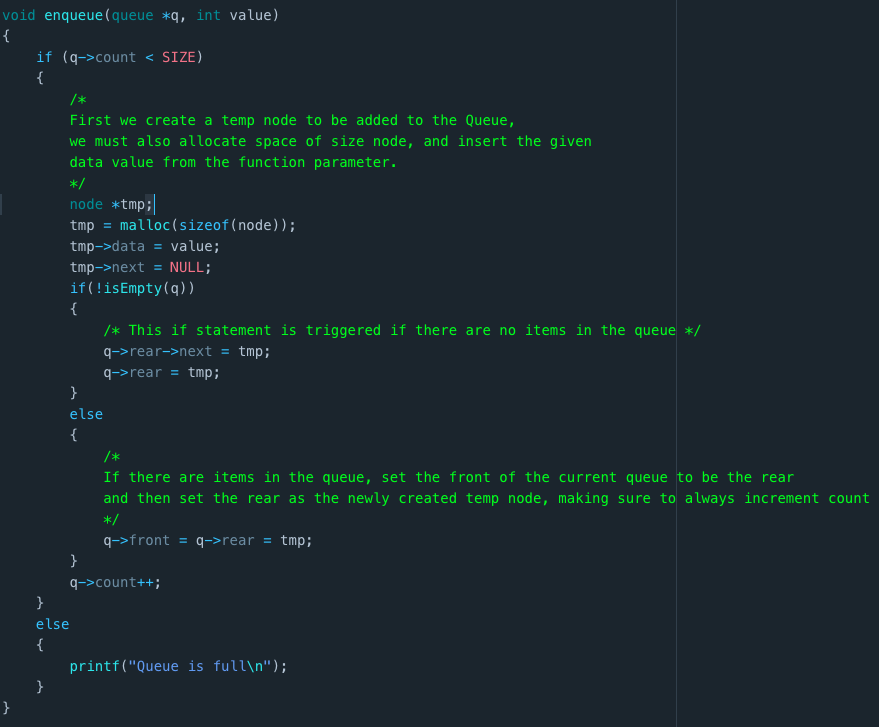 void enqueue(queue *q, int value)
{
    if (q->count < SIZE)
    {
        /*
        First we create a temp node to be added to the Queue,
        we must also allocate space of size node, and insert the given
        data value from the function parameter.
        */
        node *tmp;
        tmp = malloc(sizeof(node));
        tmp->data = value;
        tmp->next = NULL;
        if(!isEmpty(q))
        {
            /* This if statement is triggered if there are no items in the queue */
            q->rear->next = tmp;
            q->rear = tmp;
        }
        else
        {
            /*
            If there are items in the queue, set the front of the current queue to be the rear
            and then set the rear as the newly created temp node, making sure to always increment count
            */
            q->front = q->rear = tmp;
        }
        q->count++;
    }
    else
    {
        printf("Queue is full\n");
    }
}